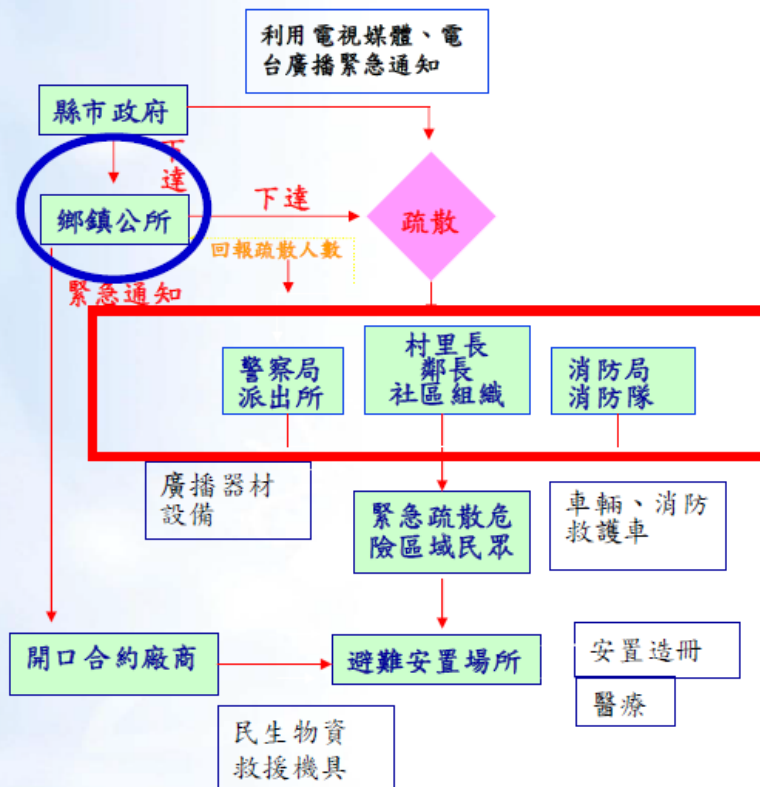 利用電視媒體、電
台廣播緊急通知
縣市政府
下
達
鄉鎮公所
下達
疏散
回報疏散人數
緊急通知
警察局
派出所
村里長
鄰長
社區組織
消防局
消防隊
廣播器材
設備
緊急疏散危
險區域民眾
車輛、消防
救護車
開口合約廠商
避難安置場所
安置造冊
醫療
民生物資
救援機具